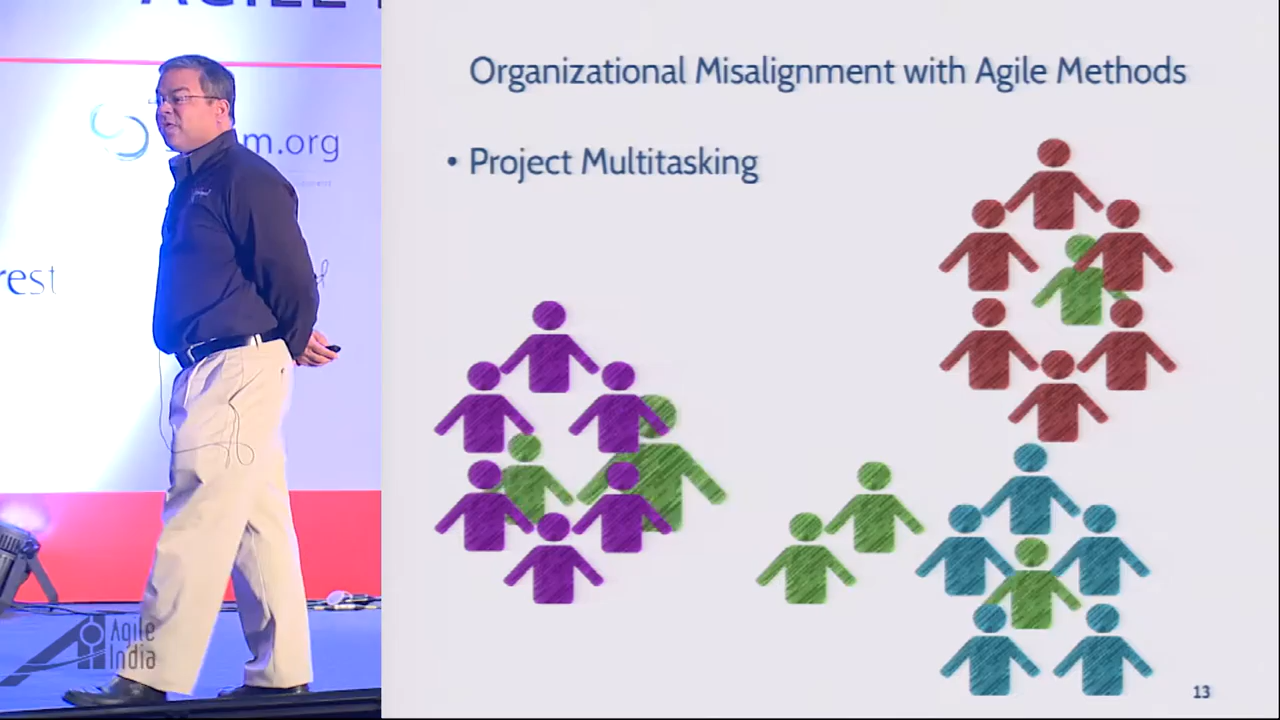 m.org
rest
Agile
India
Organizational Misalignment with Agile Methods
• Project Multitasking
13